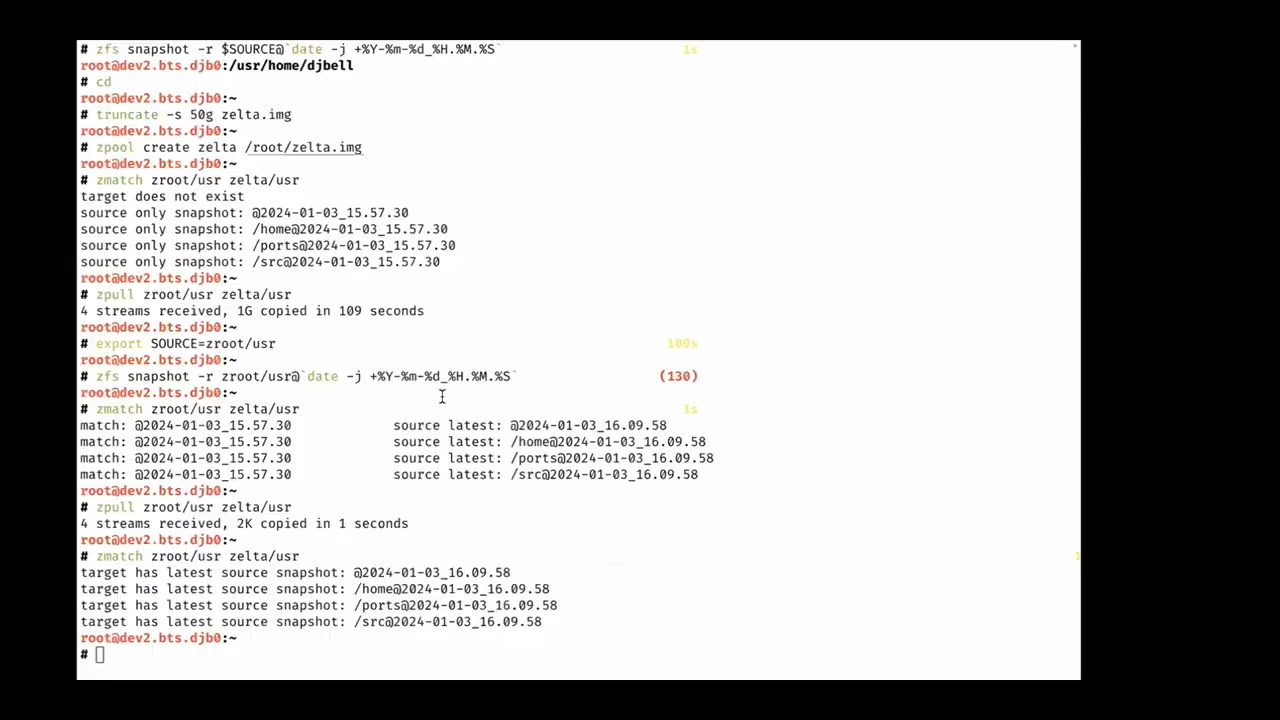 # zfs snapshot -r $SOURCE@`date -j +%Y-%m-%d_%H.%M.%S` 1s
root@dev2.bts.djb0:/usr/home/djbell
# cd
root@dev2.bts.djb0:~
# truncate -s 50g zelta.img
root@dev2.bts.djb0:~
# zpool create zelta /root/zelta.img
root@dev2.bts.djb0:~
# zmatch zroot/usr zelta/usr
target does not exist
source only snapshot: @2024-01-03_15.57.30
source only snapshot: /home@2024-01-03_15.57.30
source only snapshot: /ports@2024-01-03_15.57.30
source only snapshot: /src@2024-01-03_15.57.30
root@dev2.bts.djb0:~
# zpull zroot/usr zelta/usr
4 streams received, 1G copied in 109 seconds
root@dev2.bts.djb0:~
# export SOURCE=zroot/usr 109s
root@dev2.bts.djb0:~
# zfs snapshot -r zroot/usr@`date -j +%Y-%m-%d_%H.%M.%S` (130)
root@dev2.bts.djb0:~
# zmatch zroot/usr zelta/usr 1s
match: @2024-01-03_15.57.30 source latest: @2024-01-03_16.09.58
match: @2024-01-03_15.57.30 source latest: /home@2024-01-03_16.09.58
match: @2024-01-03_15.57.30 source latest: /ports@2024-01-03_16.09.58
match: @2024-01-03_15.57.30 source latest: /src@2024-01-03_16.09.58
root@dev2.bts.djb0:~
# zpull zroot/usr zelta/usr
4 streams received, 2K copied in 1 seconds
root@dev2.bts.djb0:~
# zmatch zroot/usr zelta/usr
target has latest source snapshot: @2024-01-03_16.09.58
target has latest source snapshot: /home@2024-01-03_16.09.58
target has latest source snapshot: /ports@2024-01-03_16.09.58
target has latest source snapshot: /src@2024-01-03_16.09.58
root@dev2.bts.djb0:~
#